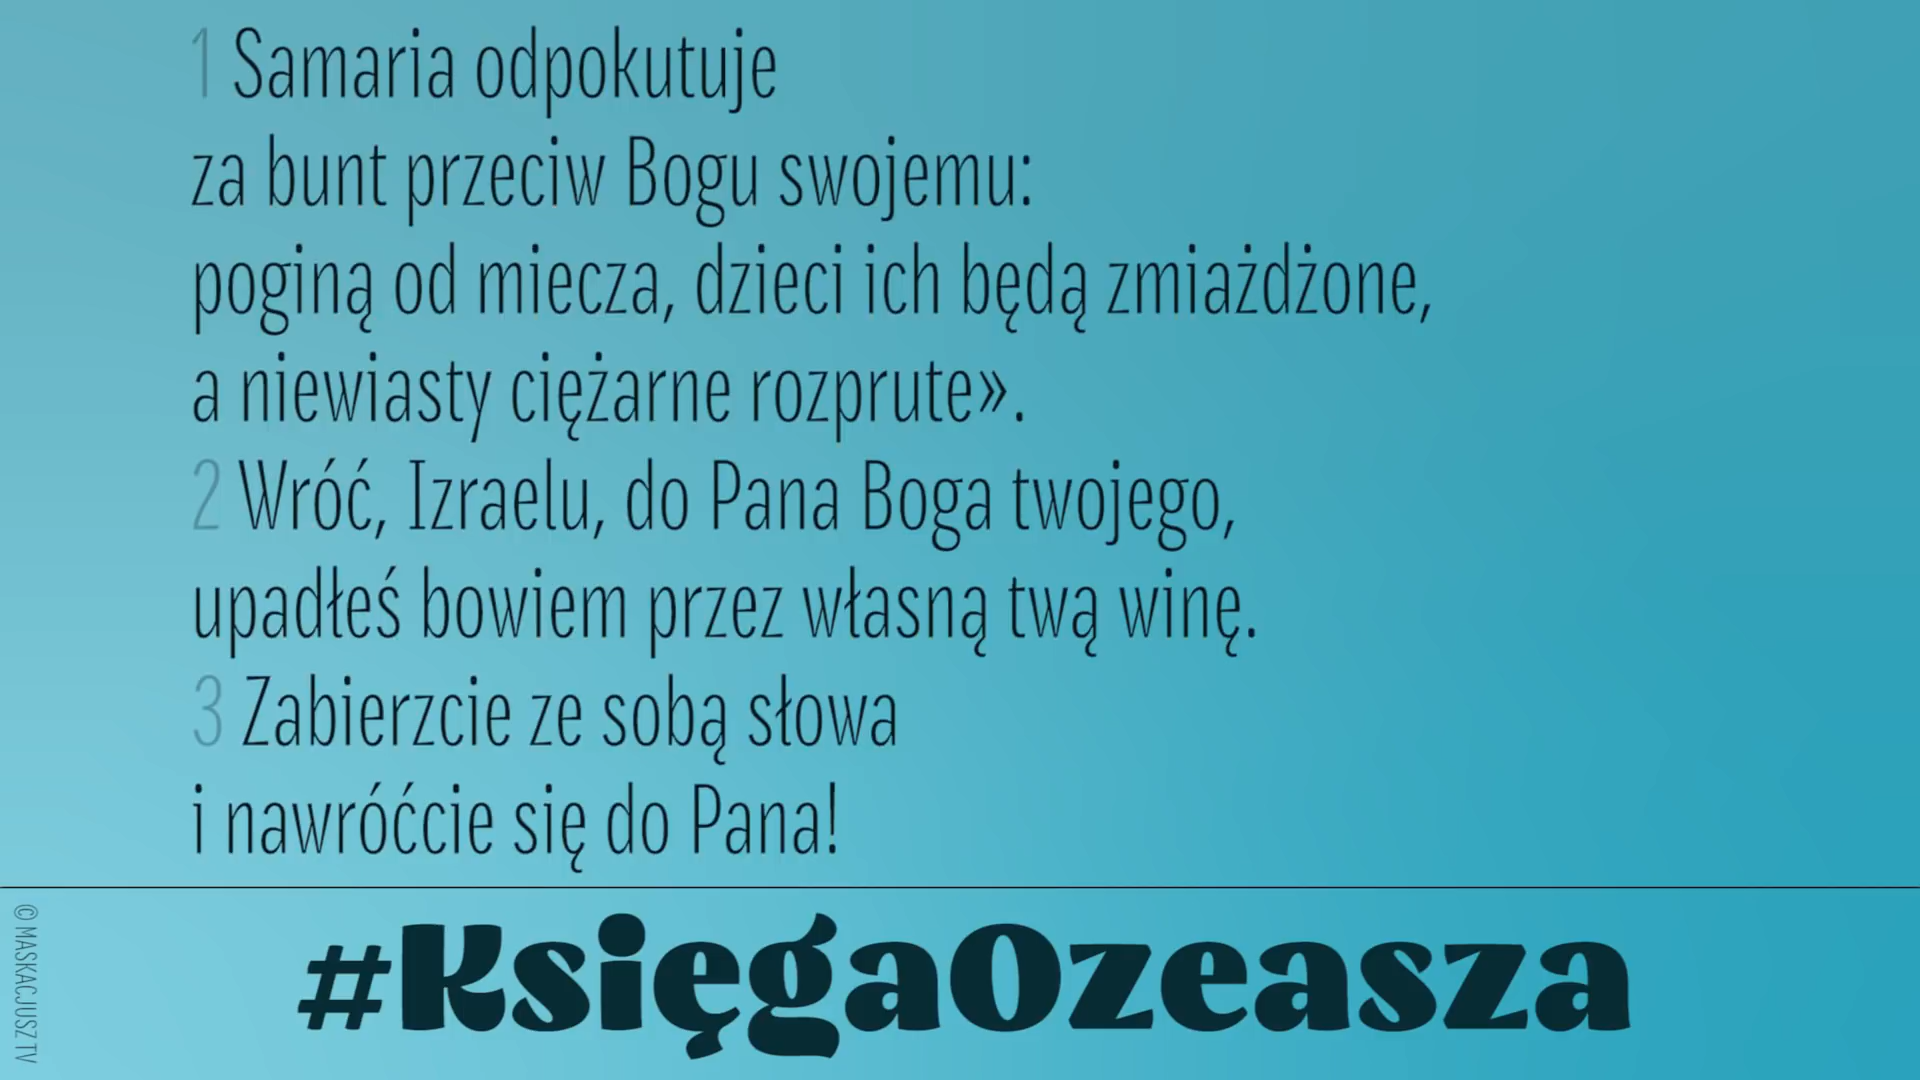 1 Samaria odpokutuje
za bunt przeciw Bogu swojemu:
poginą od miecza, dzieci ich będą zmiażdżone,
a niewiasty ciężarne rozprute».
2 Wróć, Izraelu, do Pana Boga twojego,
upadłeś bowiem przez własną twą winę.
3 Zabierzcie ze sobą słowa
i nawróćcie się do Pana!
#KsięgaOzeasza
© MASKACJUSZ TV